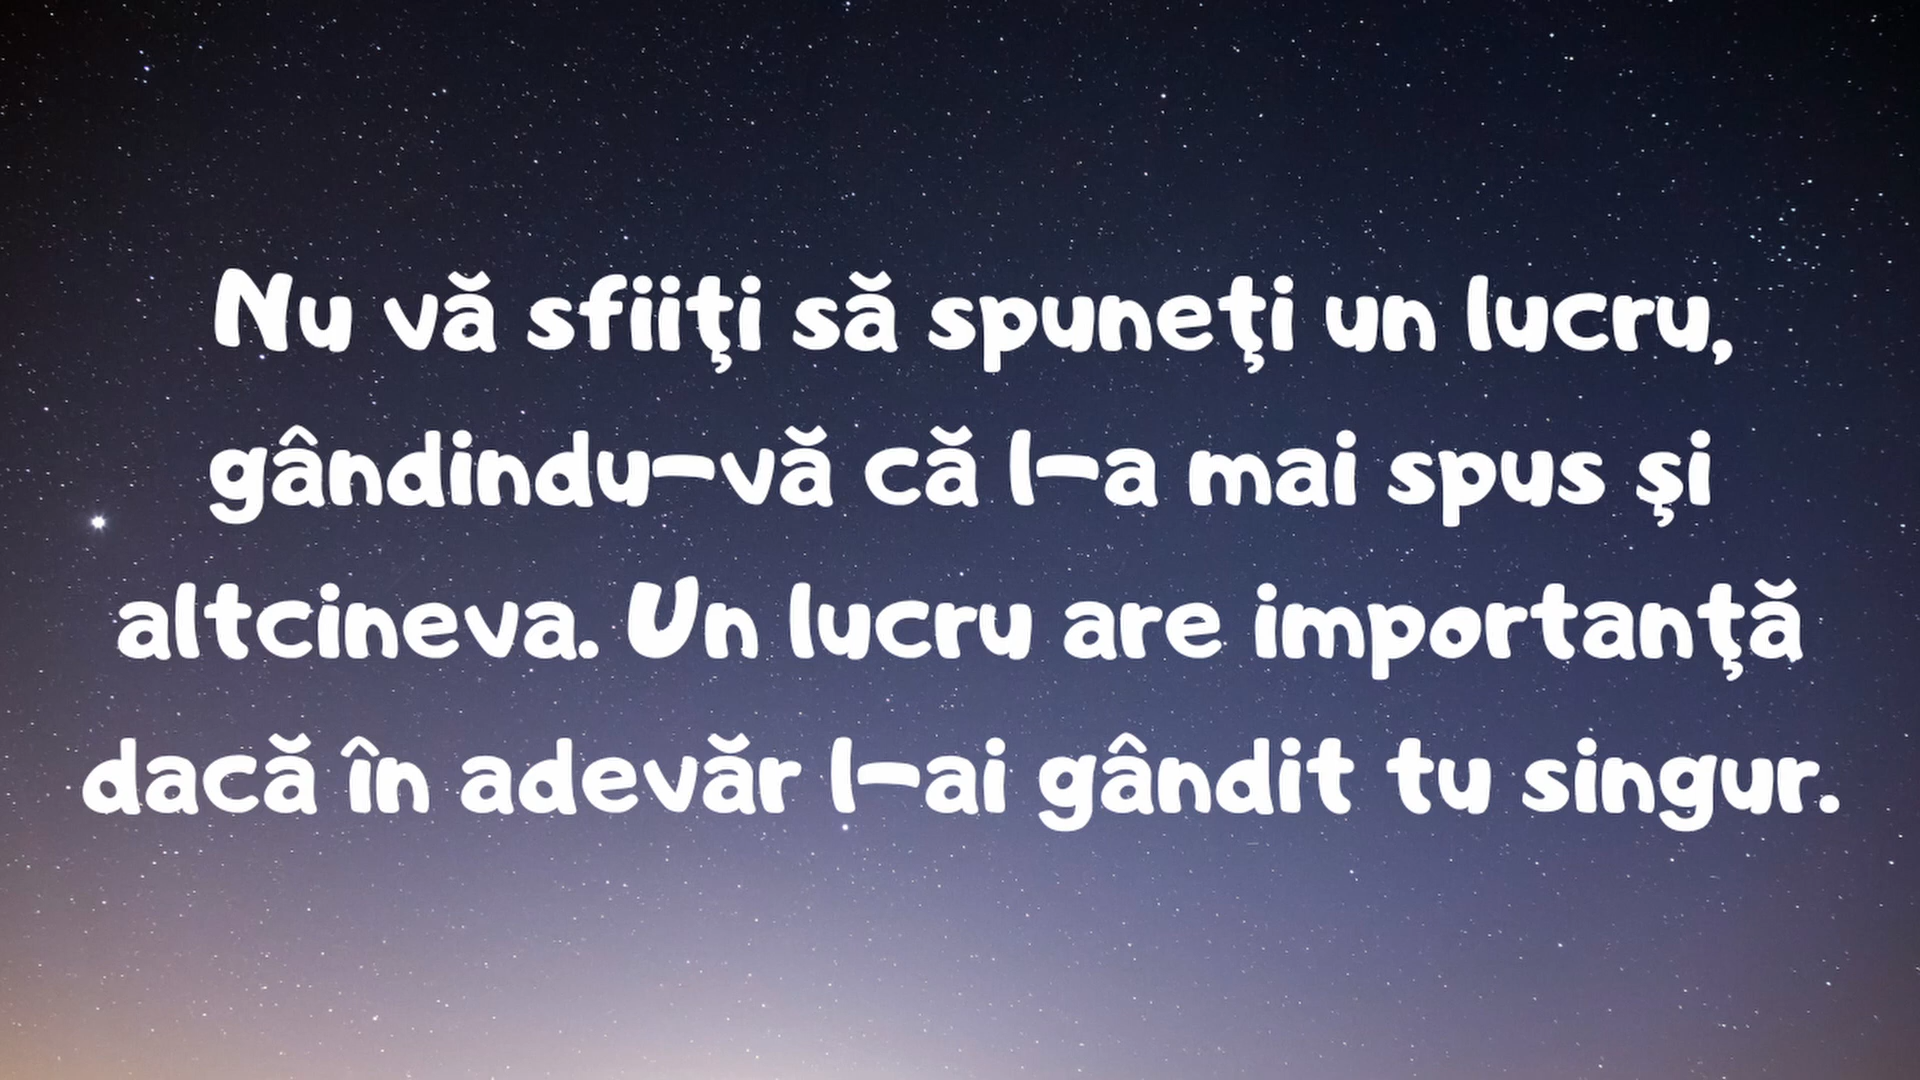 Nu vă sfiiţi să spuneţi un lucru,
gândindu-vă că l-a mai spus şi
altcineva. Un lucru are importanţă
dacă în adevăr l-ai gândit tu singur.